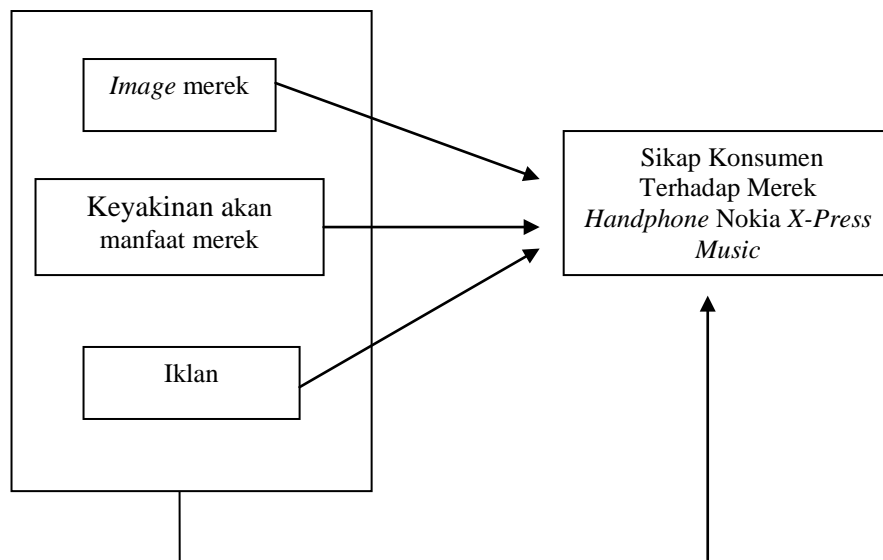 Image merek
Keyakinan akan
manfaat merek
Iklan
Sikap Konsumen
Terhadap Merek
Handphone Nokia X-Press
Music